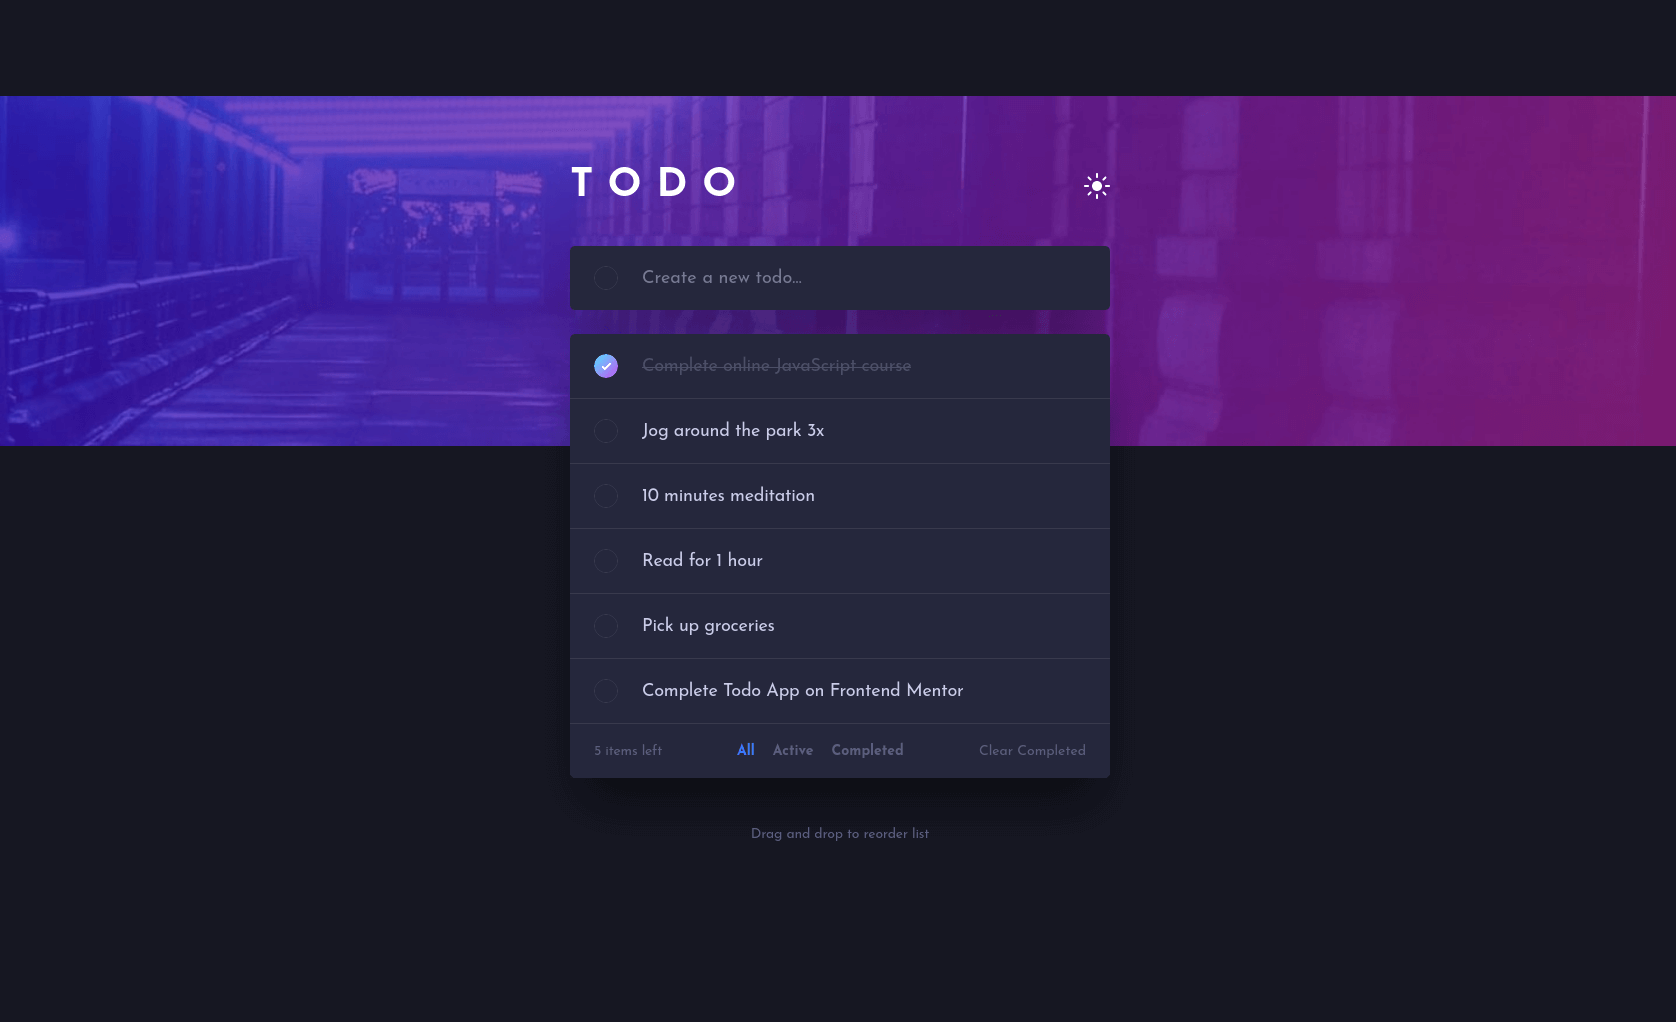 TODO
Create a new todo...
Complete online JavaScript course
Jog around the park 3x
10 minutes meditation
Read for 1 hour
Pick up groceries
Complete Todo App on Frontend Mentor
5 items left All Active Completed Clear Completed
Drag and drop to reorder list